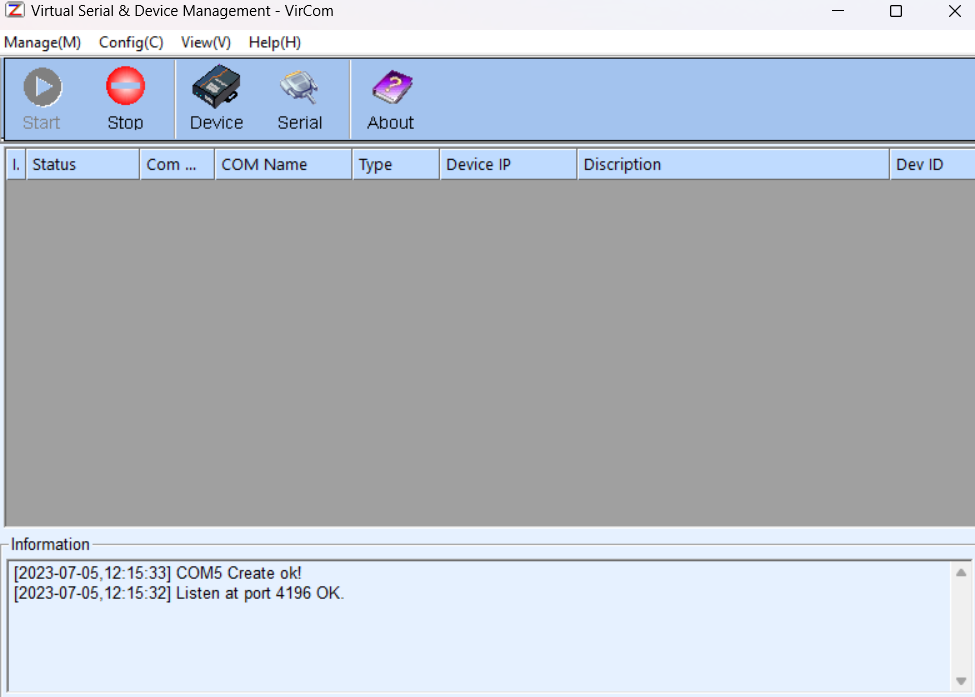 Virtual Serial & Device Management - VirCom
Manage(M) Config(C) View(V) Help(H)
Start Stop Device Serial About
I. Status Com ... COM Name Type Device IP Discription Dev ID
Information
[2023-07-05,12:15:33] COM5 Create ok!
[2023-07-05,12:15:32] Listen at port 4196 OK.